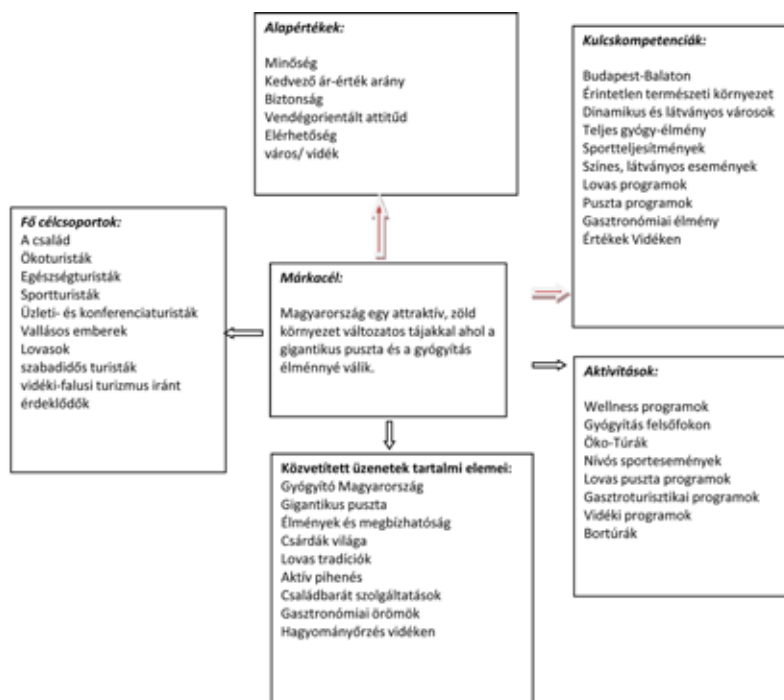 Alapértékek:
Minőség
Kedvező ár-érték arány
Biztonság
Vendégorientált attitűd
Elérhetőség
város/ vidék
Kulcskompetenciák:
Budapest-Balaton
Érintetlen természeti környezet
Dinamikus és látványos városok
Teljes gyógy-élmény
Sportteljesítmények
Színes, látványos események
Lovas programok
Puszta programok
Gasztronómiai élmény
Értékek Vidéken
Fő célcsoportok:
A család
Ökoturisták
Egészségturisták
Sportturisták
Üzleti- és konferenciaturisták
Vallásos emberek
Lovasok
szabadidős turisták
vidéki-falusi turizmus iránt
érdeklődők
Márkacél:
Magyarország egy attraktív, zöld
környezet változatos tájakkal ahol a
gigantikus puszta és a gyógyítás
élménnyé válik.
Aktivitások:
Wellness programok
Gyógyítás felsőfokon
Öko-Túrák
Nívós sportesemények
Lovas puszta programok
Gasztroturisztikai programok
Vidéki programok
Bortúrák
Közvetített üzenetek tartalmi elemei:
Gyógyító Magyarország
Gigantikus puszta
Élmények és megbízhatóság
Csárdák világa
Lovas tradíciók
Aktív pihenés
Családbarát szolgáltatások
Gasztronómiai örömök
Hagyományőrzés vidéken